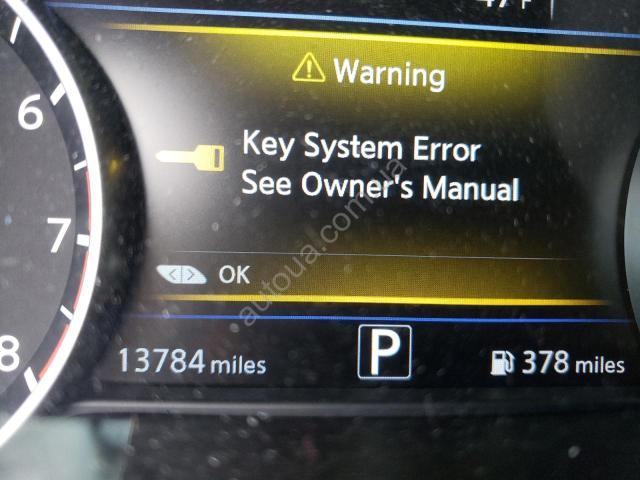 Warning
6
Key System Error
See Owner's Manual
7
OK
8
13784 miles
P
378 miles
autoua.com.ua